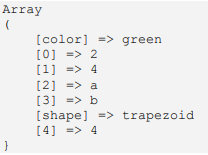 Array
(
    [color] => green
    [0] => 2
    [1] => 4
    [2] => a
    [3] => b
    [shape] => trapezoid
    [4] => 4
}